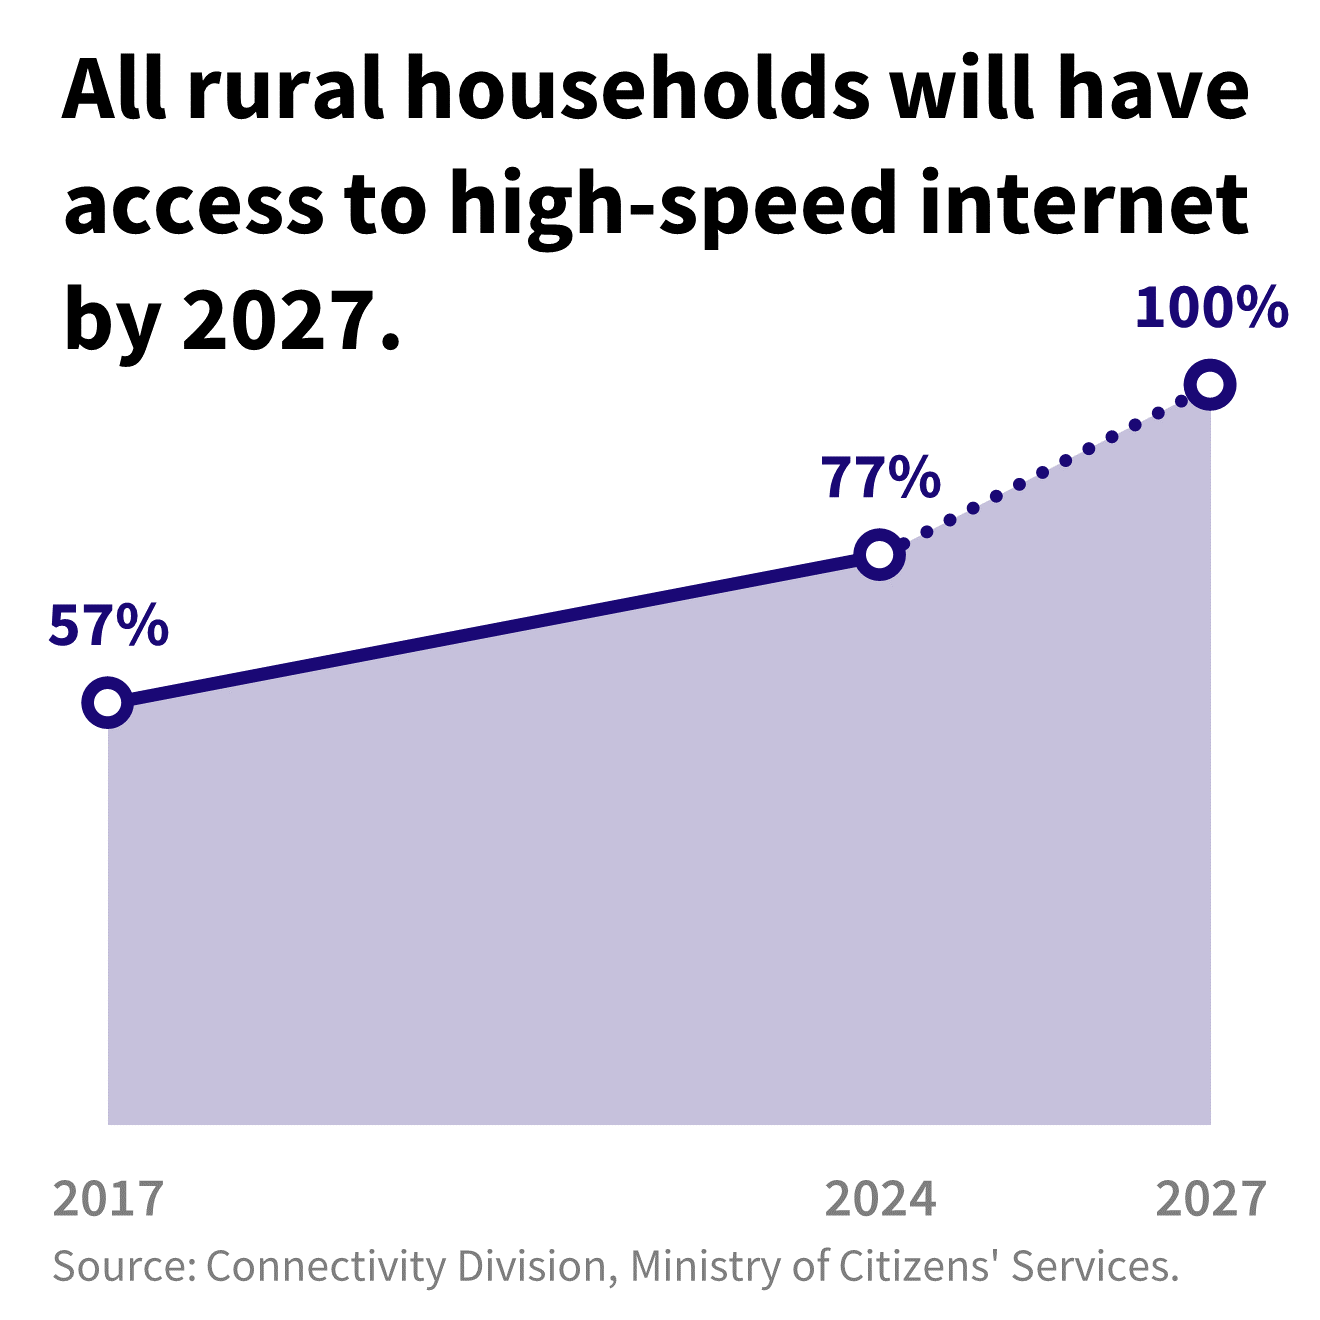 All rural households will have
access to high-speed internet
by 2027.
100%
77%
57%
2017 2024 2027
Source: Connectivity Division, Ministry of Citizens' Services.